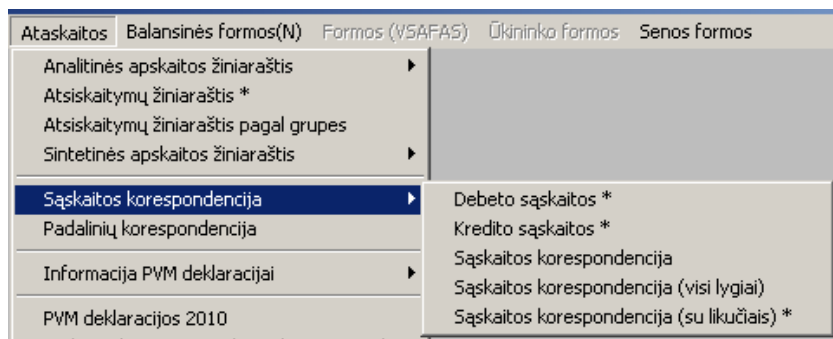 Ataskaitos Balansinės formos(N) Formos (VSAFAS) Ūkininko formos Senos formos
Analitinės apskaitos žiniaraštis
Atsiskaitymų žiniaraštis *
Atsiskaitymų žiniaraštis pagal grupes
Sintetinės apskaitos žiniaraštis
Sąskaitos korespondencija
Padalinių korespondencija
Informacija PVM deklaracijai
PVM deklaracijos 2010
Debeto sąskaitos *
Kredito sąskaitos *
Sąskaitos korespondencija
Sąskaitos korespondencija (visi lygiai)
Sąskaitos korespondencija (su likučiais) *